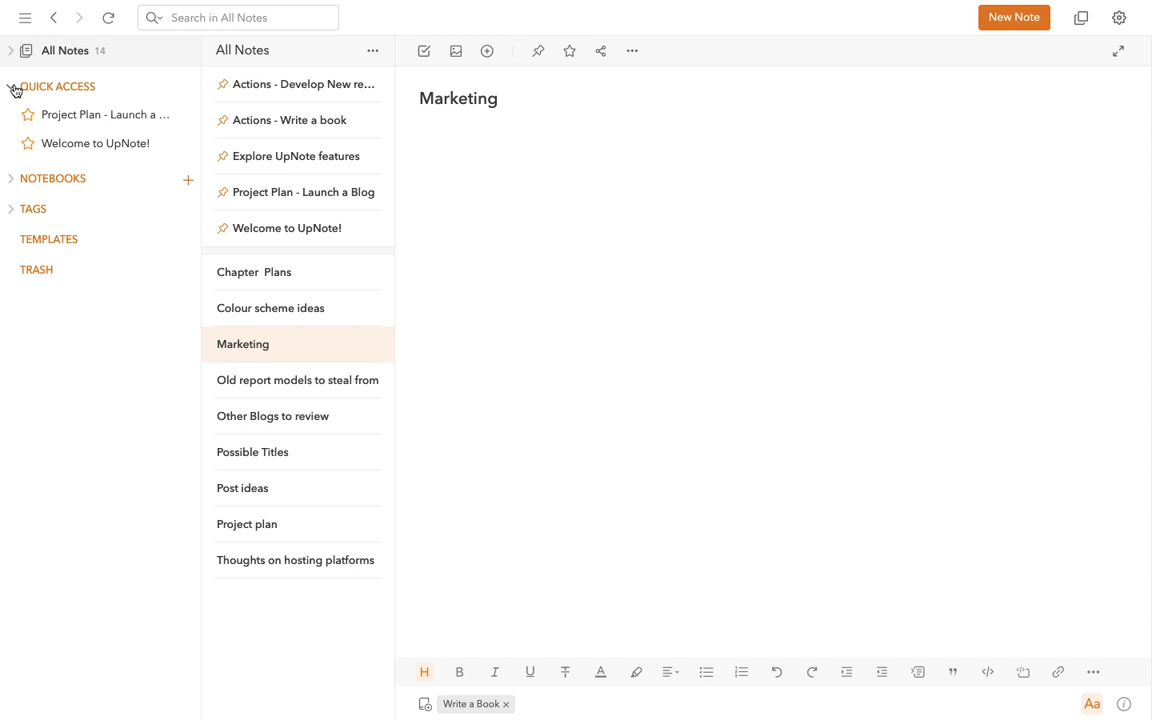 Search in All Notes
New Note
All Notes 14
QUICK ACCESS
Project Plan - Launch a ...
Welcome to UpNote!
NOTEBOOKS
TAGS
TEMPLATES
TRASH
All Notes
Actions - Develop New re...
Actions - Write a book
Explore UpNote features
Project Plan - Launch a Blog
Welcome to UpNote!
Chapter Plans
Colour scheme ideas
Marketing
Old report models to steal from
Other Blogs to review
Possible Titles
Post ideas
Project plan
Thoughts on hosting platforms
Marketing
H B I U T A
Write a Book ×
Aa